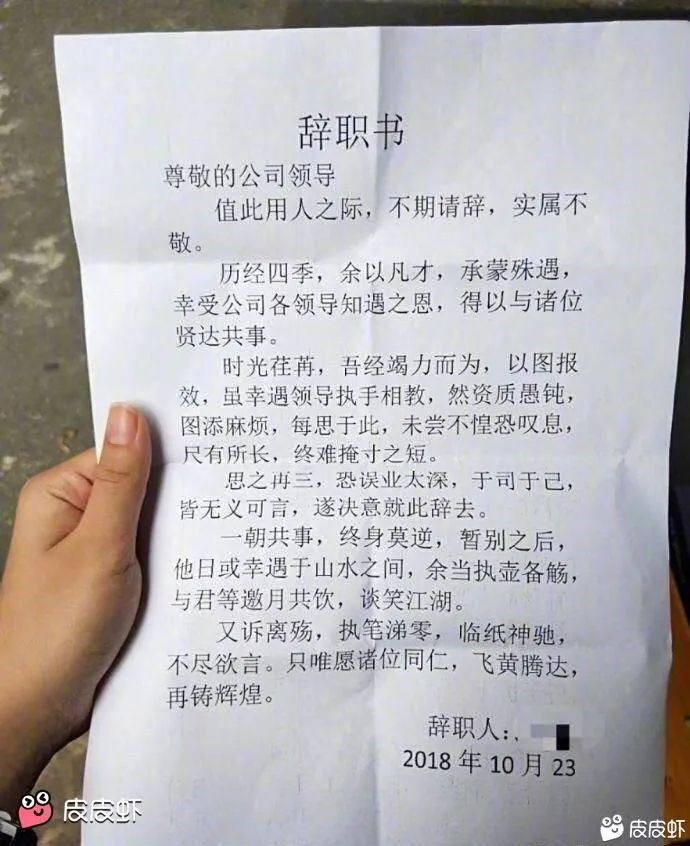 辞职书
尊敬的公司领导
值此用人之际，不期请辞，实属不
敬。
历经四季，余以凡才，承蒙殊遇，
幸受公司各领导知遇之恩，得以与诸位
贤达共事。
时光荏苒，吾经竭力而为，以图报
效，虽幸遇领导执手相教，然资质愚钝，
图添麻烦，每思于此，未尝不惶恐叹息，
尺有所长，终难掩寸之短。
思之再三，恐误业太深，于司于己，
皆无义可言，遂决意就此辞去。
一朝共事，终身莫逆，暂别之后，
他日或幸遇于山水之间，余当执壶备觞，
与君等邀月共饮，谈笑江湖。
又诉离殇，执笔涕零，临纸神驰，
不尽欲言。只唯愿诸位同仁，飞黄腾达，
再铸辉煌。
辞职人：
2018 年 10 月 23
皮皮虾
皮皮虾